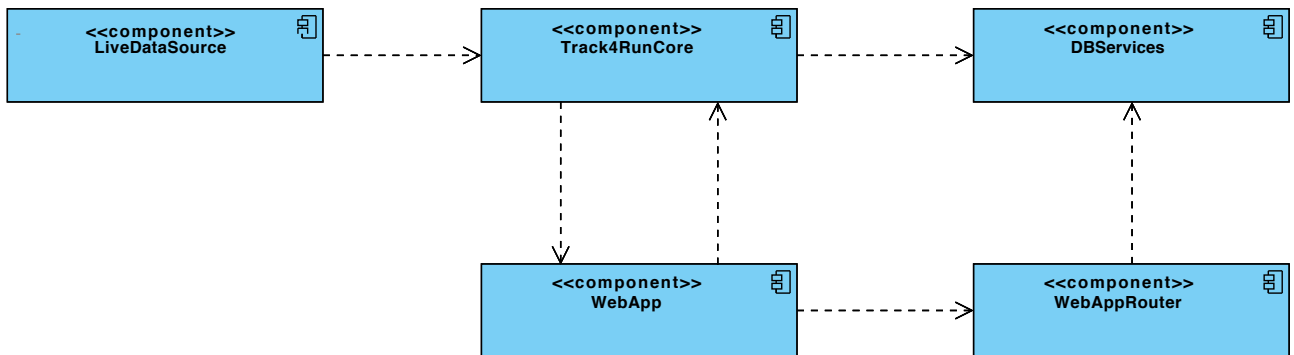 <<component>>
LiveDataSource
<<component>>
Track4RunCore
<<component>>
DBServices
<<component>>
WebApp
<<component>>
WebAppRouter